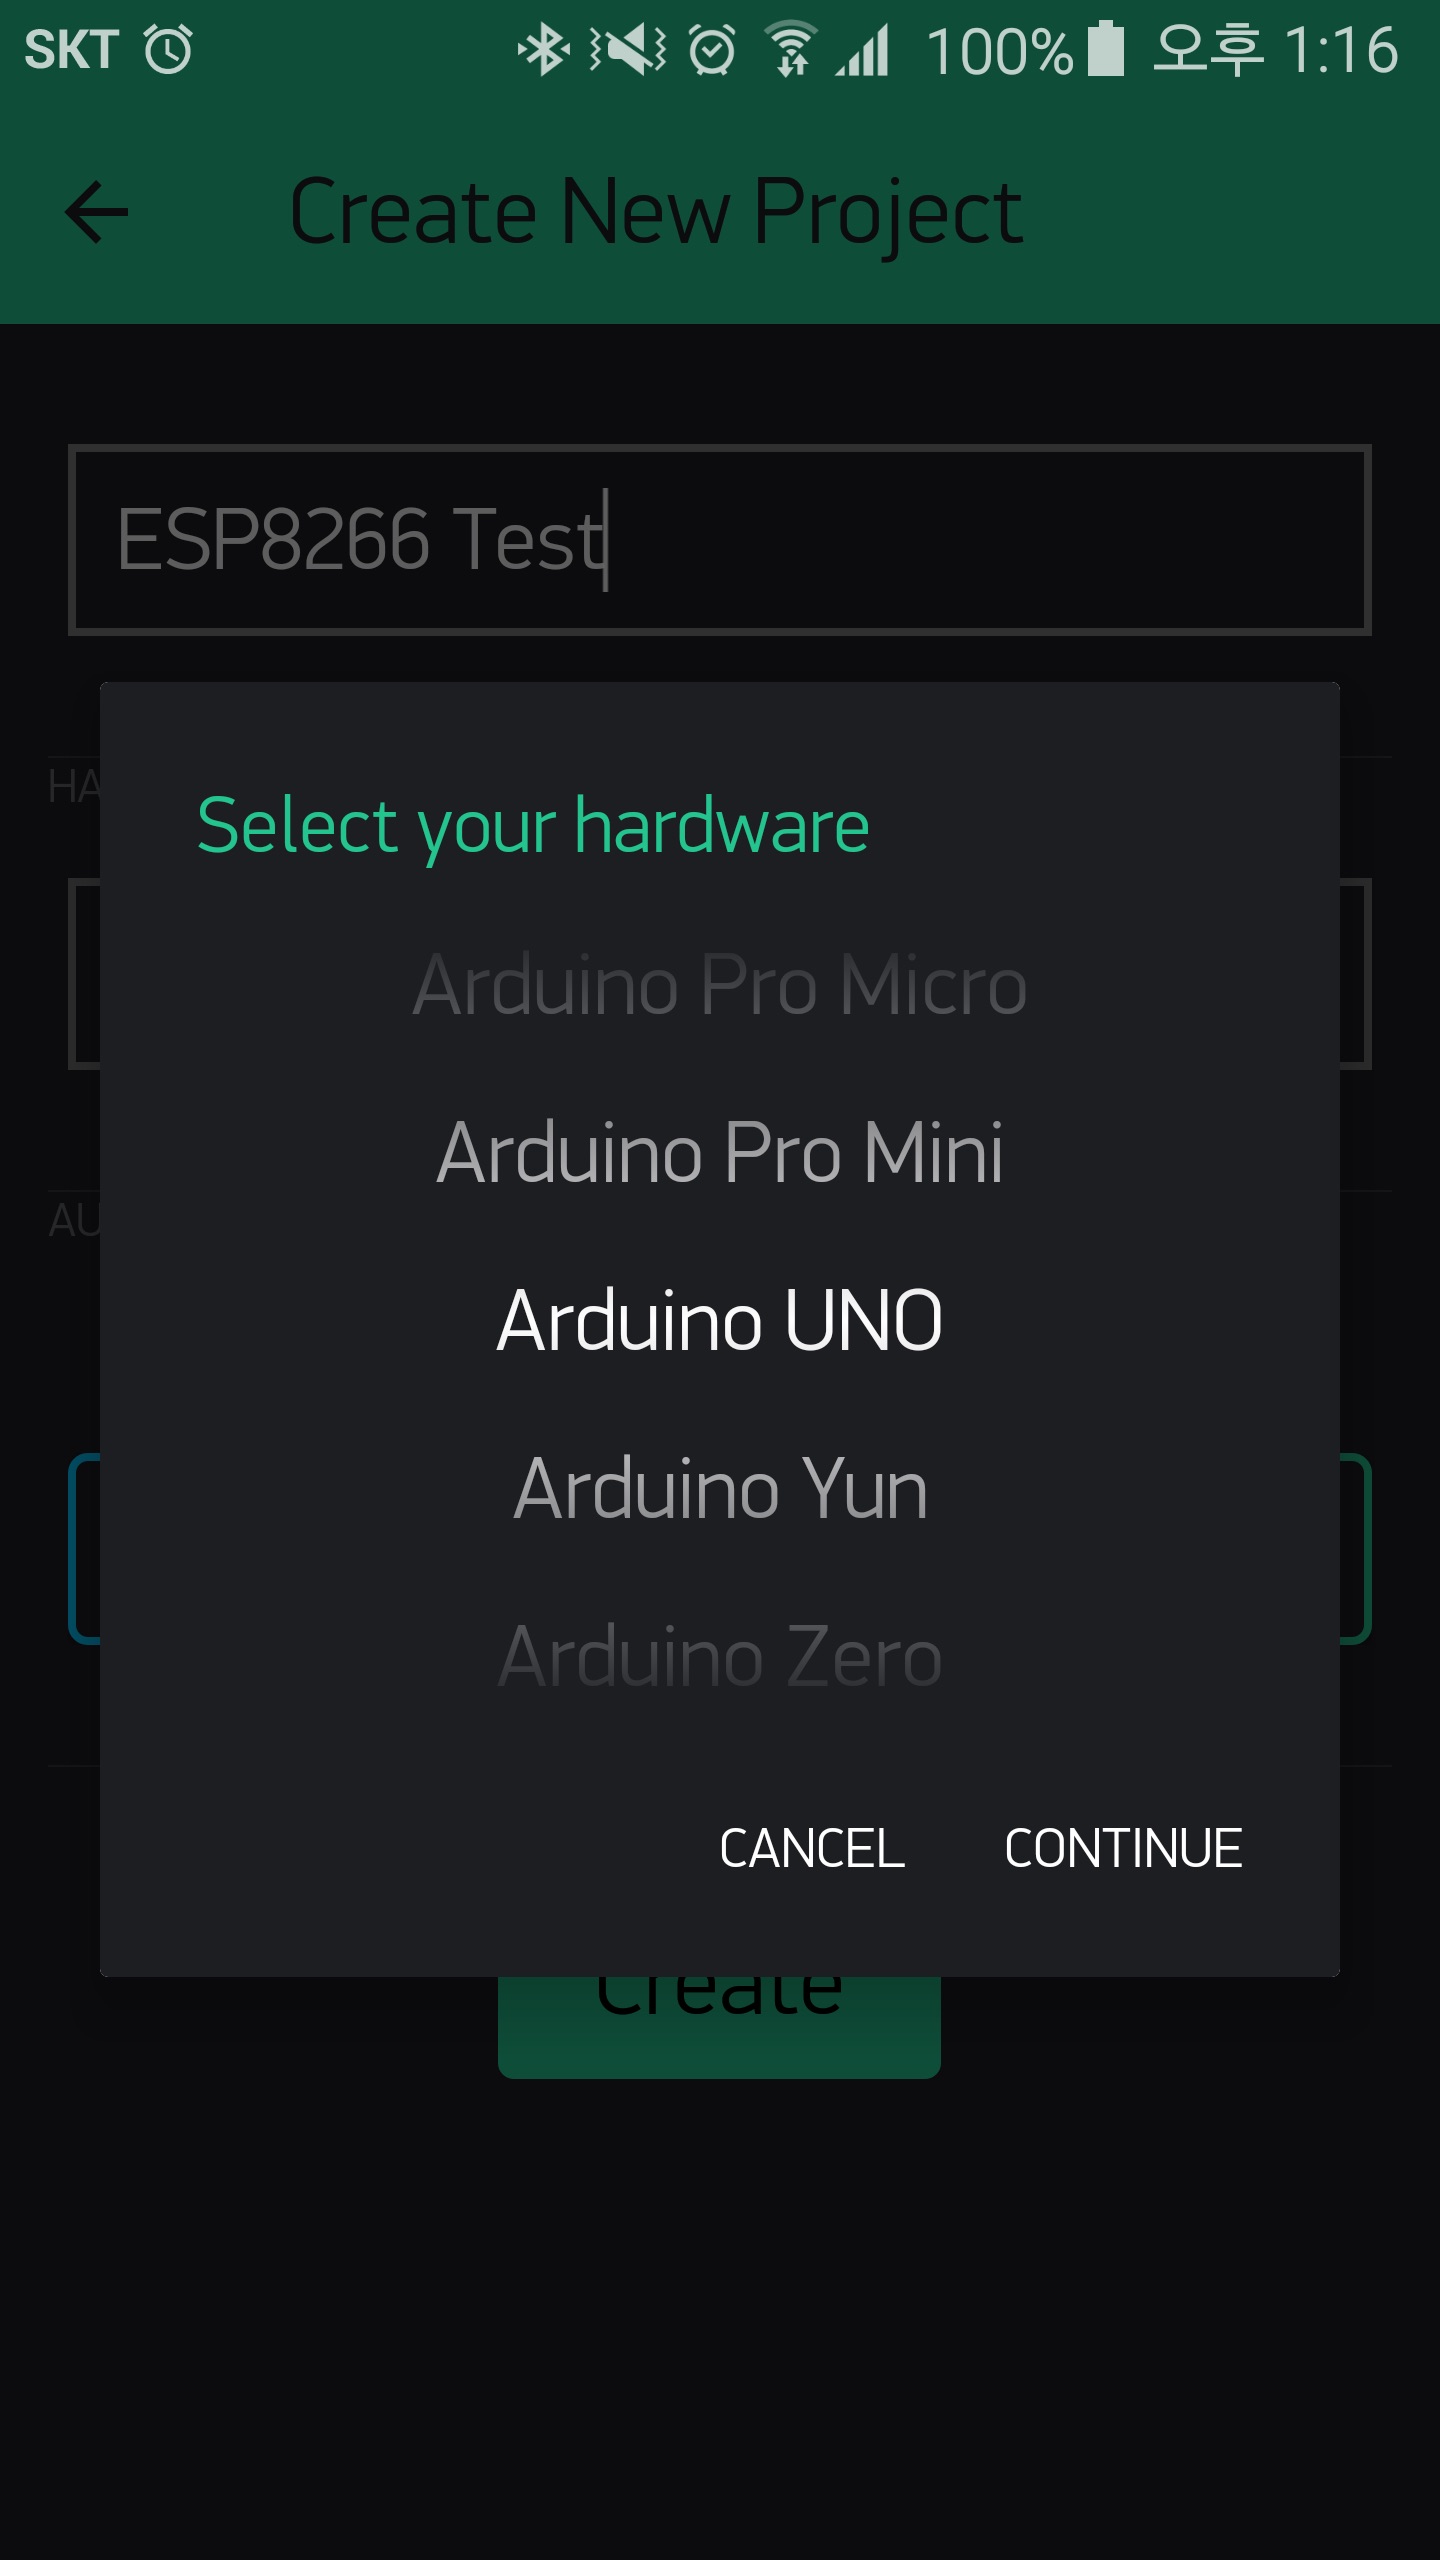 SKT 100% 오후 1:16
Create New Project
ESP8266 Test
HA
Select your hardware
Arduino Pro Micro
Arduino Pro Mini
AU
Arduino UNO
Arduino Yun
Arduino Zero
CANCEL CONTINUE
Create